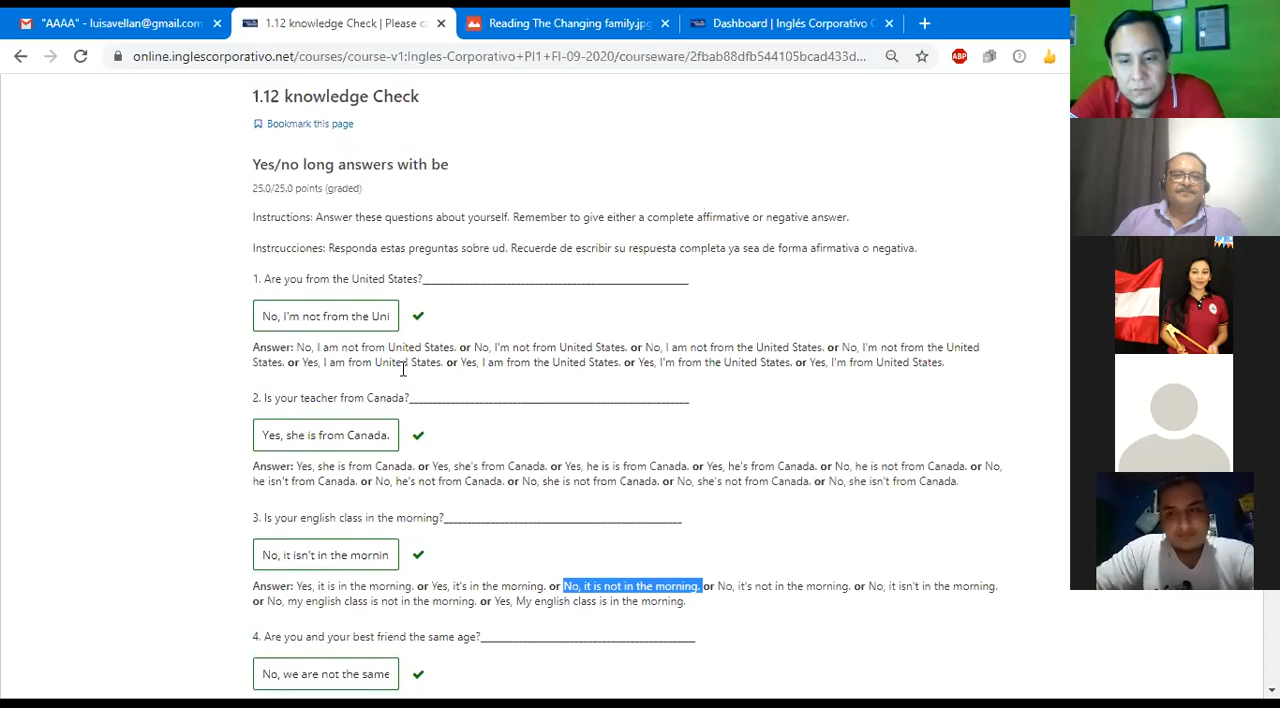 "AAAA" - luisavellan@gmail.com
1.12 knowledge Check | Please ca
Reading The Changing family.jpg
Dashboard | Inglés Corporativo C
online.inglescorporativo.net/courses/course-v1:Ingles-Corporativo+PI1+FI-09-2020/courseware/2fbab88dfb544105bcad433d...
ABP
1.12 knowledge Check
Bookmark this page
Yes/no long answers with be
25.0/25.0 points (graded)
Instructions: Answer these questions about yourself. Remember to give either a complete affirmative or negative answer.
Instrcucciones: Responda estas preguntas sobre ud. Recuerde de escribir su respuesta completa ya sea de forma afirmativa o negativa.
1. Are you from the United States?____________________
No, I'm not from the Uni
Answer: No, I am not from United States. or No, I'm not from United States. or No, I am not from the United States. or No, I'm not from the United
States. or Yes, I am from United States. or Yes, I am from the United States. or Yes, I'm from the United States. or Yes, I'm from United States.
2. Is your teacher from Canada?____________________
Yes, she is from Canada.
Answer: Yes, she is from Canada. or Yes, she's from Canada. or Yes, he is is from Canada. or Yes, he's from Canada. or No, he is not from Canada. or No,
he isn't from Canada. or No, he's not from Canada. or No, she is not from Canada. or No, she's not from Canada. or No, she isn't from Canada.
3. Is your english class in the morning?____________________
No, it isn't in the mornin
Answer: Yes, it is in the morning. or Yes, it's in the morning. or No, it is not in the morning. or No, it's not in the morning. or No, it isn't in the morning.
or No, my english class is not in the morning. or Yes, My english class is in the morning.
4. Are you and your best friend the same age?____________________
No, we are not the same